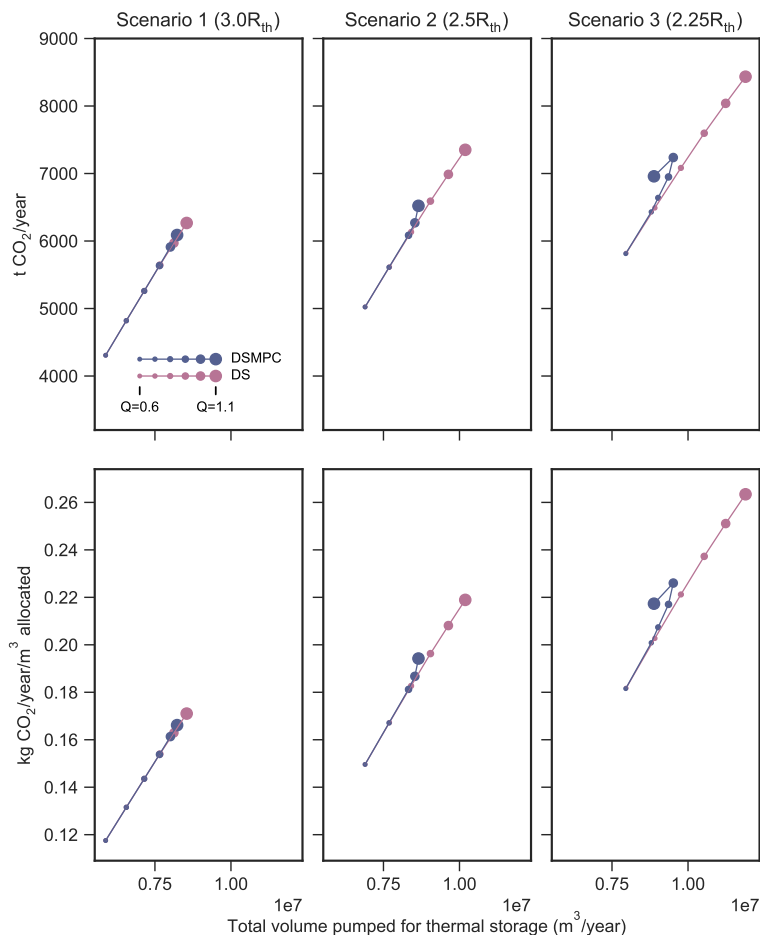 Scenario 1 (3.0Rth)
Scenario 2 (2.5Rth)
Scenario 3 (2.25Rth)
9000
8000
7000
6000
5000
4000
t CO2/year
DSMPC
DS
Q=0.6
Q=1.1
0.26
0.24
0.22
0.20
0.18
0.16
0.14
0.12
kg CO2/year/m3 allocated
0.75
1.00
1e7
0.75
1.00
1e7
0.75
1.00
1e7
Total volume pumped for thermal storage (m3/year)